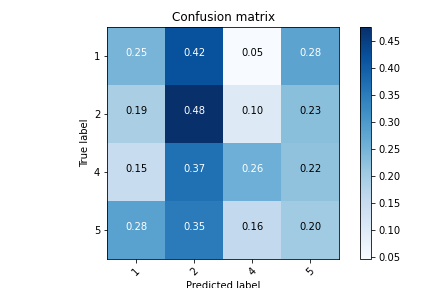 Confusion matrix
True label
1 0.25 0.42 0.05 0.28
2 0.19 0.48 0.10 0.23
4 0.15 0.37 0.26 0.22
5 0.28 0.35 0.16 0.20
1 2 4 5
Predicted label
0.45
0.40
0.35
0.30
0.25
0.20
0.15
0.10
0.05